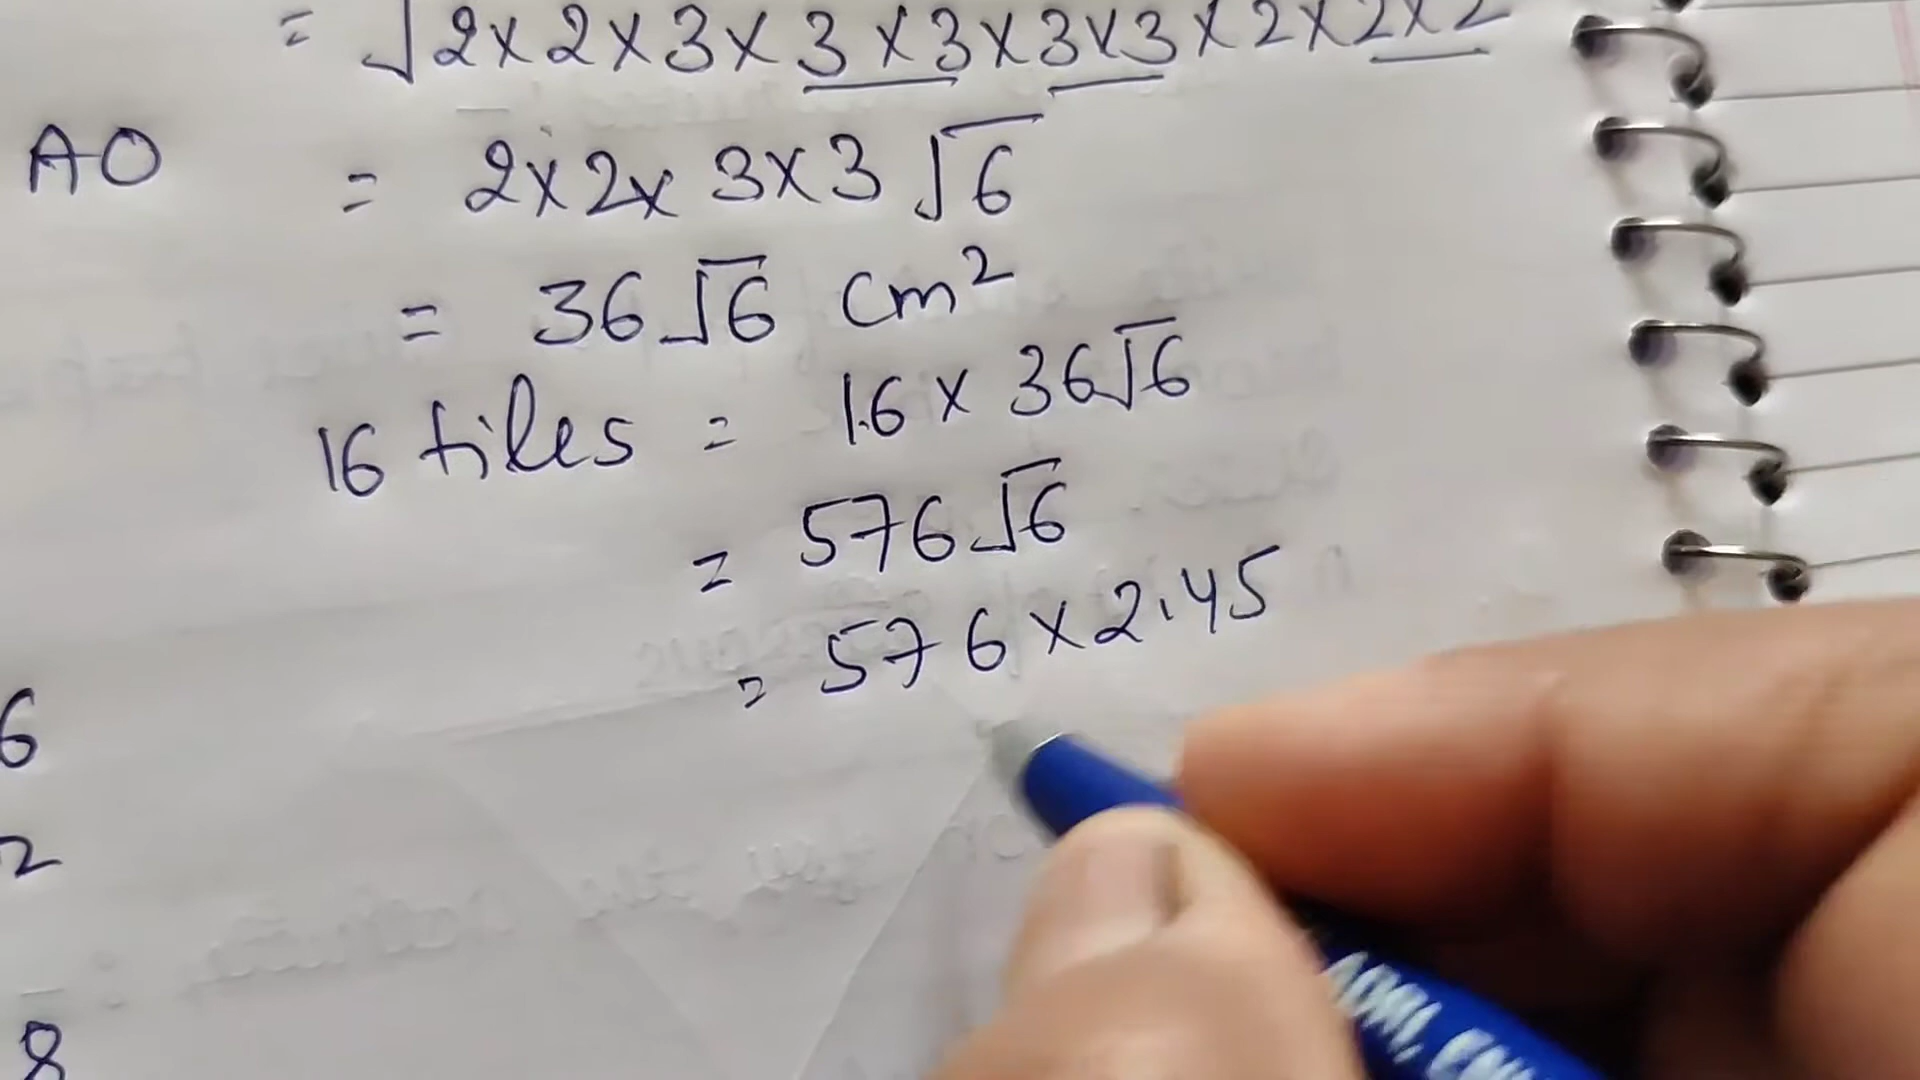 = √2×2×3×3×3×3×3×2×2×2
AO = 2×2×3×3√6
= 36√6 cm²
16 tiles = 16 × 36√6
= 576√6
= 576×2.45
6
2
8